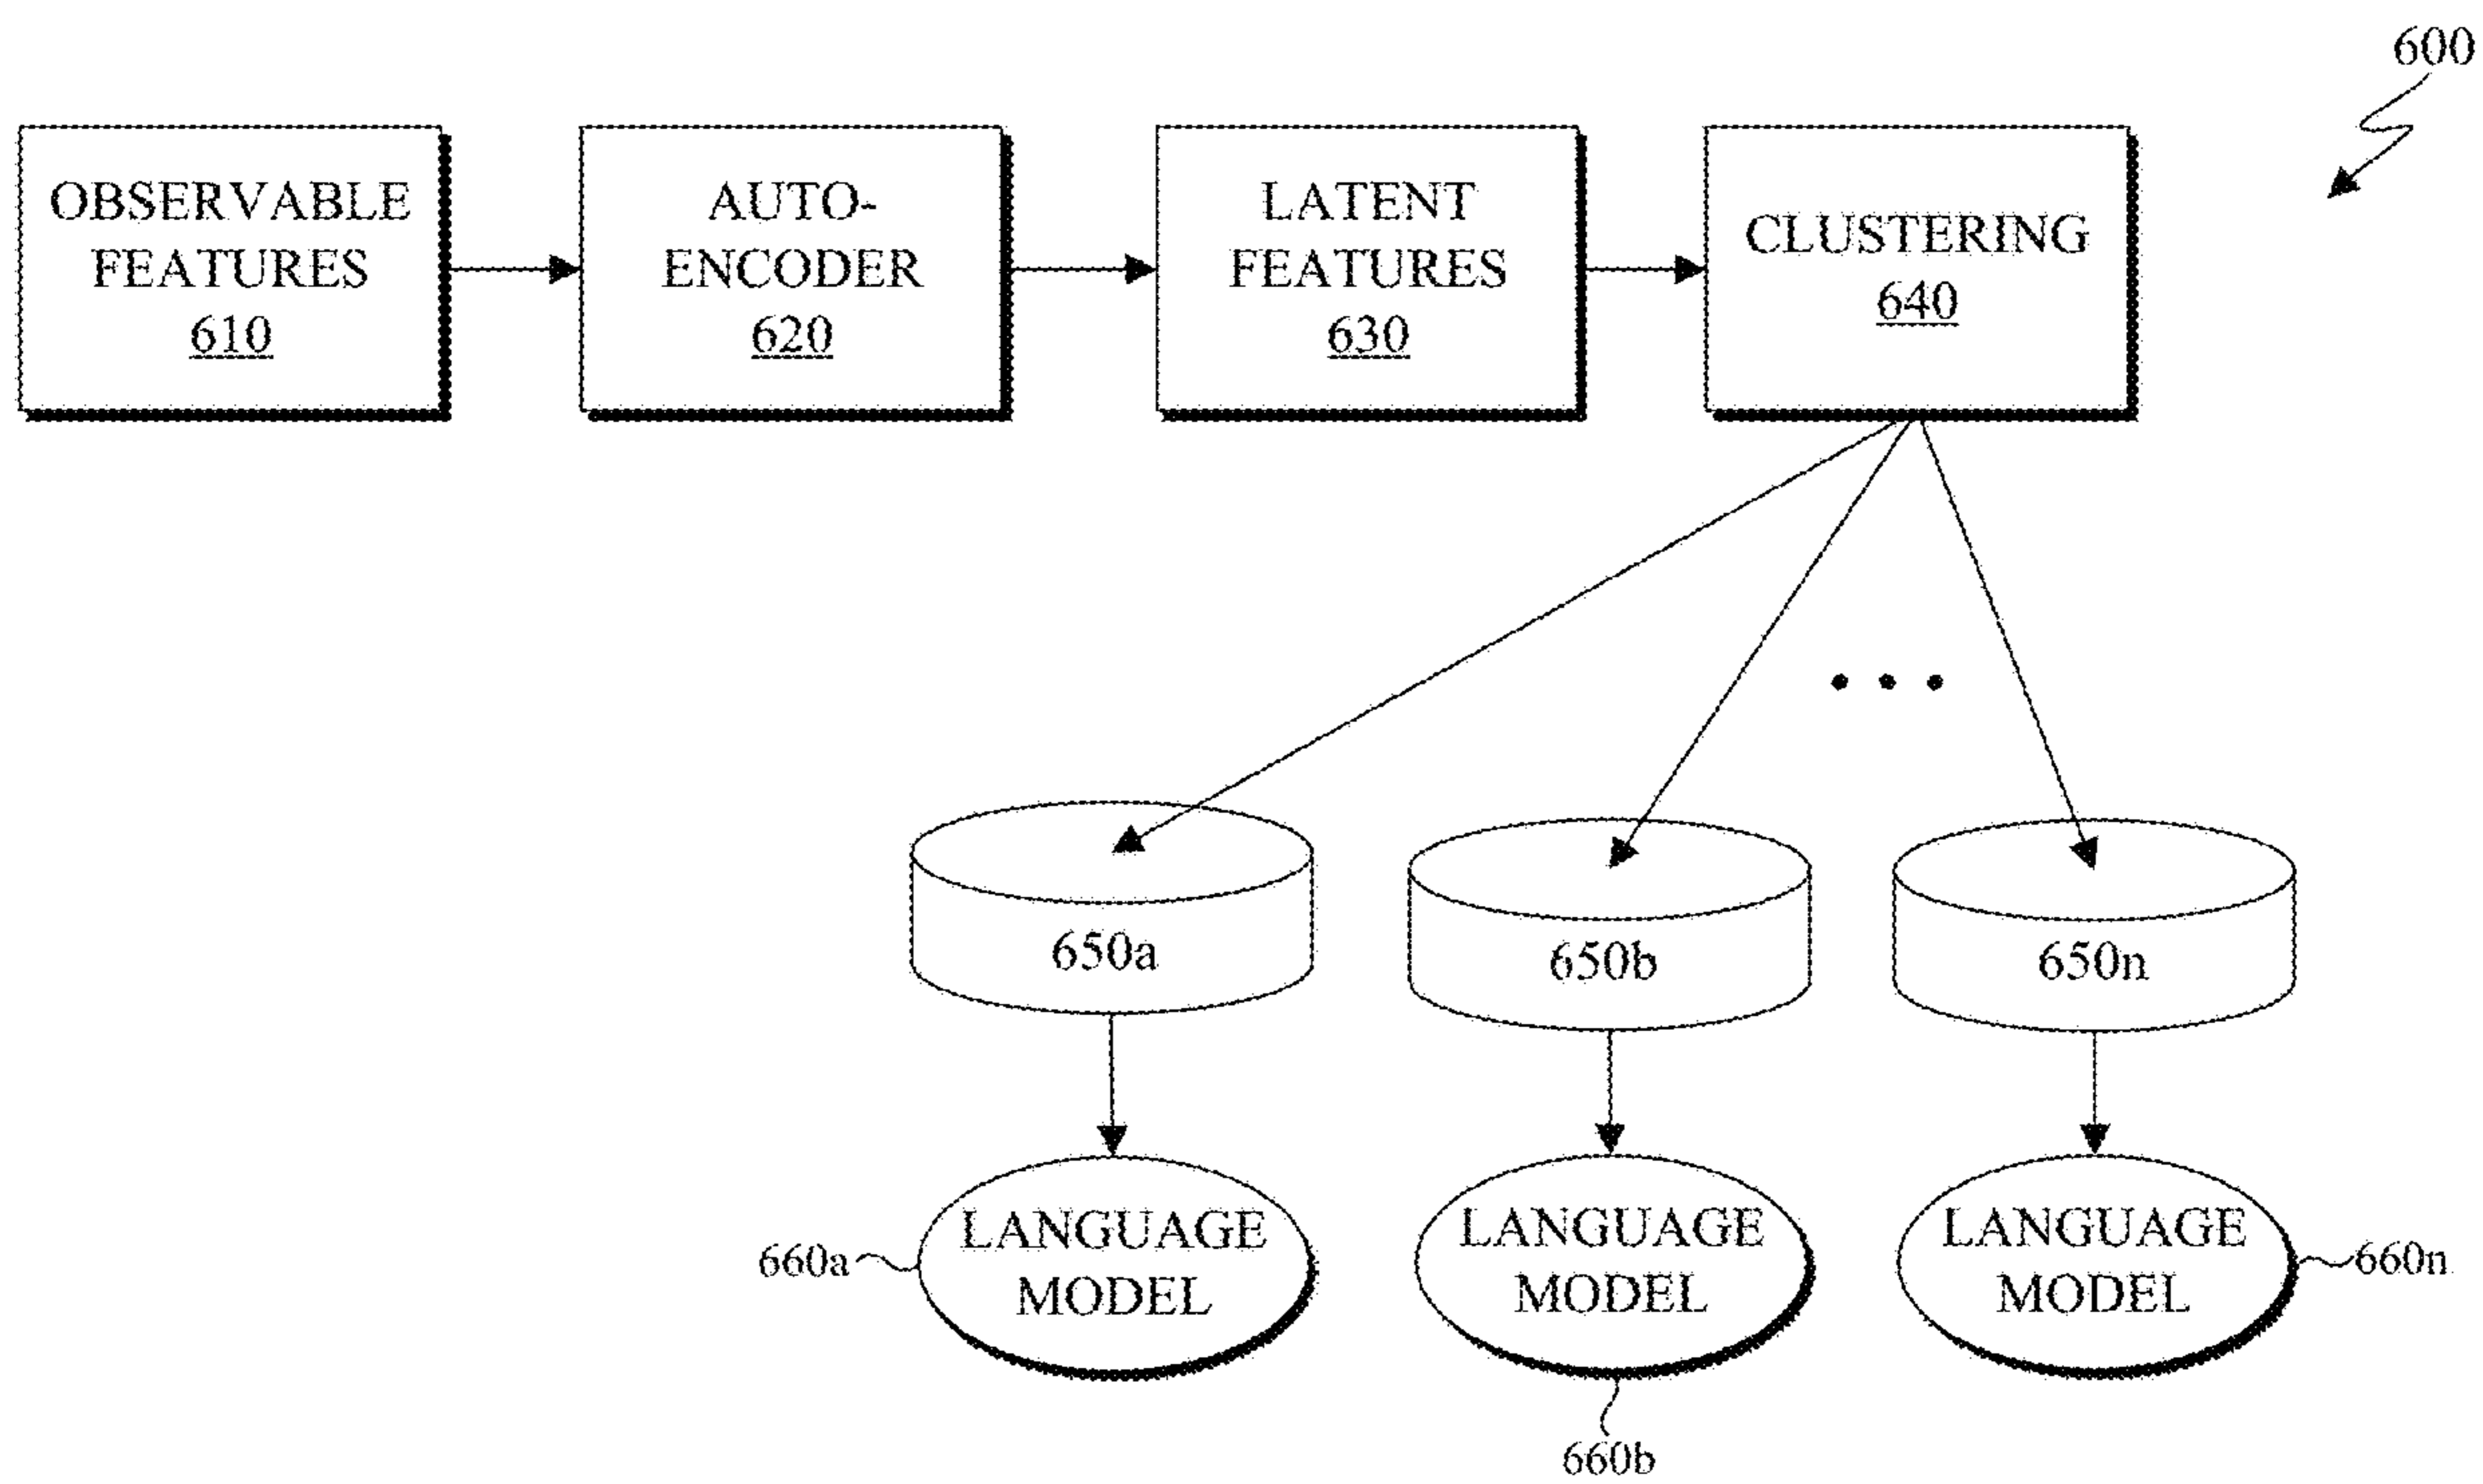 600
OBSERVABLE
FEATURES
610
AUTO-
ENCODER
620
LATENT
FEATURES
630
CLUSTERING
640
650a
650b
650n
LANGUAGE
MODEL
660a
LANGUAGE
MODEL
660b
LANGUAGE
MODEL
660n